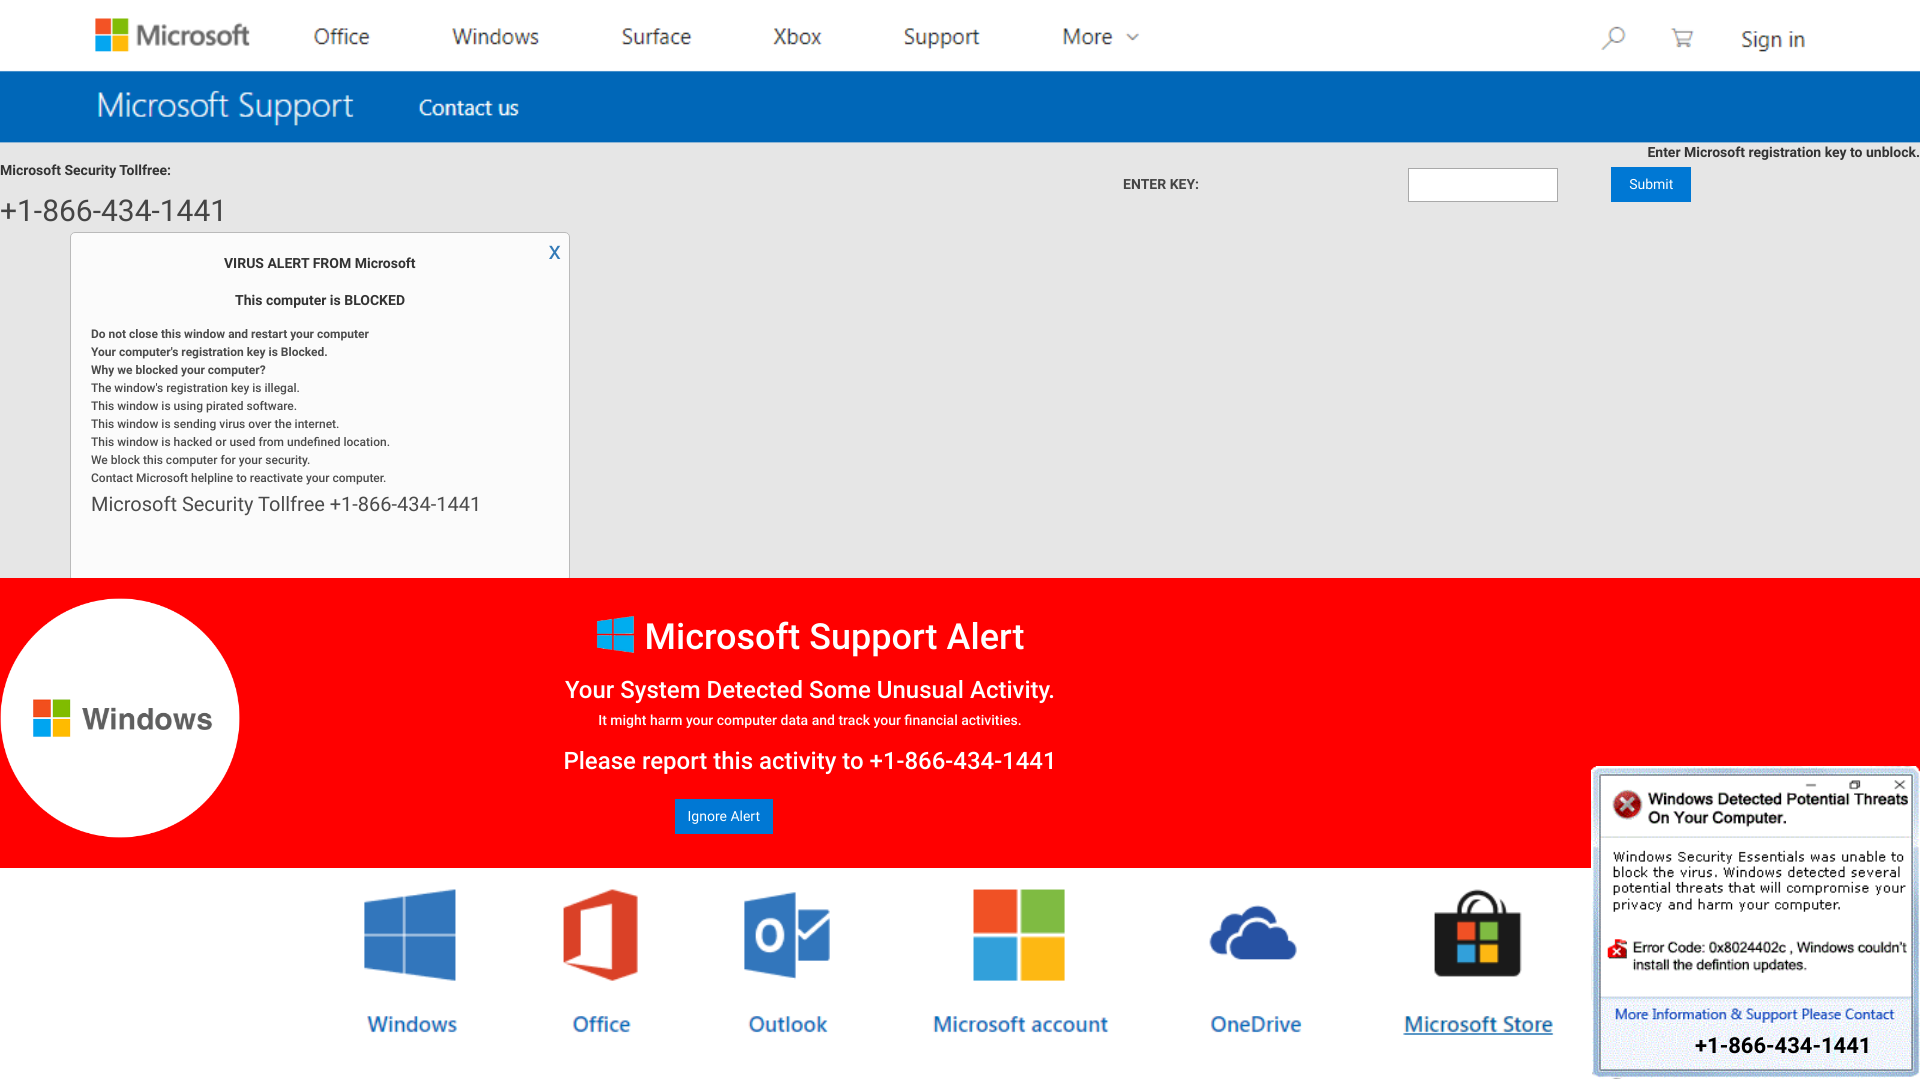 Microsoft Office Windows Surface Xbox Support More Sign in
Microsoft Support Contact us
Enter Microsoft registration key to unblock.
Microsoft Security Tollfree:
ENTER KEY: Submit
+1-866-434-1441
X
VIRUS ALERT FROM Microsoft
This computer is BLOCKED
Do not close this window and restart your computer
Your computer's registration key is Blocked.
Why we blocked your computer?
The window's registration key is illegal.
This window is using pirated software.
This window is sending virus over the internet.
This window is hacked or used from undefined location.
We block this computer for your security.
Contact Microsoft helpline to reactivate your computer.
Microsoft Security Tollfree +1-866-434-1441
Windows
Microsoft Support Alert
Your System Detected Some Unusual Activity.
It might harm your computer data and track your financial activities.
Please report this activity to +1-866-434-1441
Ignore Alert
Windows Detected Potential Threats
On Your Computer.
Windows Security Essentials was unable to
block the virus. Windows detected several
potential threats that will compromise your
privacy and harm your computer.
Error Code: 0x8024402c , Windows couldn't
install the defintion updates.
More Information & Support Please Contact
+1-866-434-1441
Windows Office Outlook Microsoft account OneDrive Microsoft Store